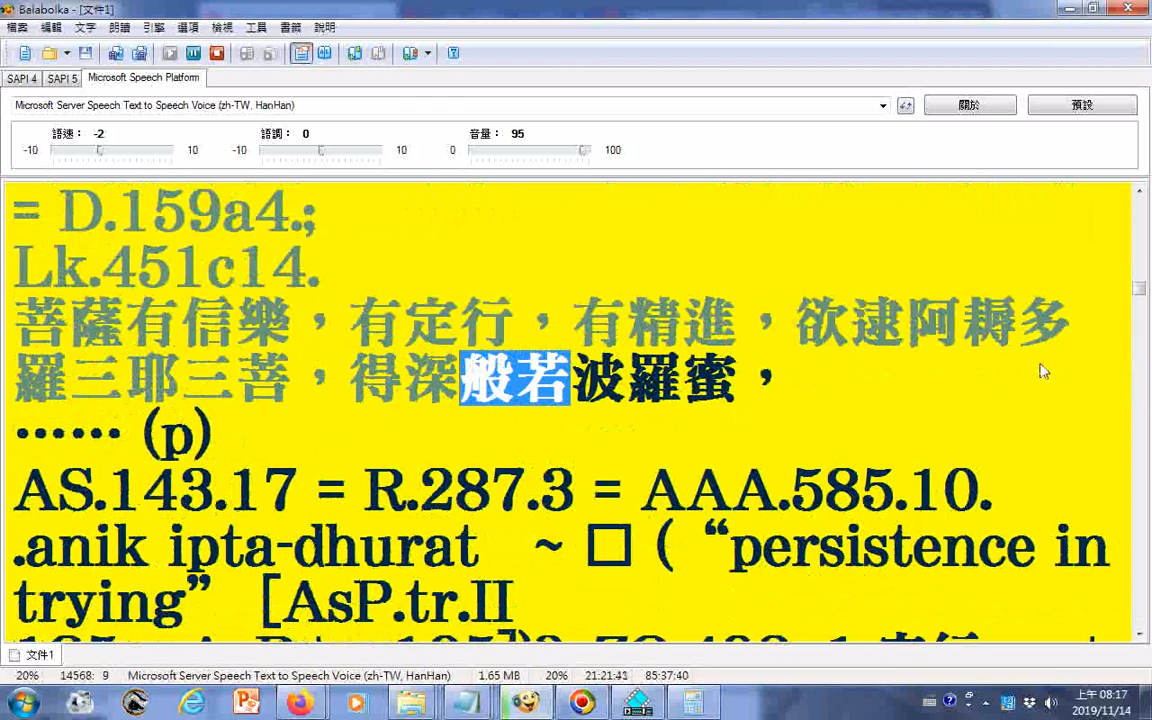 Balabolka - [文件1]
檔案 編輯 文字 朗讀 引擎 選項 檢視 工具 書籤 說明
SAPI 4 SAPI 5 Microsoft Speech Platform
Microsoft Server Speech Text to Speech Voice (zh-TW, HanHan) 關於 預設
語速： -2 語調： 0 音量： 95
-10 10 -10 10 0 100
= D.159a4.;
Lk.451c14.
菩薩有信樂，有定行，有精進，欲逮阿耨多
羅三耶三菩，得深般若波羅蜜，
…… (p)
AS.143.17 = R.287.3 = AAA.585.10.
.anik ipta-dhurat ~ □ ( “persistence in
trying” [AsP.tr.II
文件1
20% 14568: 9 Microsoft Server Speech Text to Speech Voice (zh-TW, HanHan) 1.65 MB 20% 21:21:41 85:37:40
上午 08:17
2019/11/14